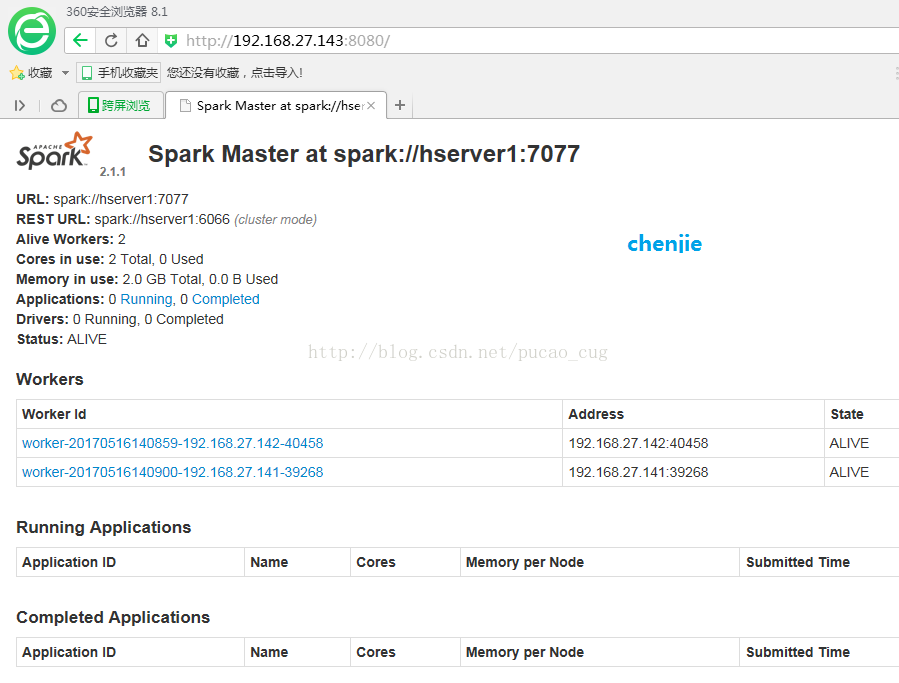 360安全浏览器 8.1
http://192.168.27.143:8080/
收藏 手机收藏夹 您还没有收藏，点击导入!
跨屏浏览 Spark Master at spark://hser
APACHE
Spark 2.1.1 Spark Master at spark://hserver1:7077
URL: spark://hserver1:7077
REST URL: spark://hserver1:6066 (cluster mode)
Alive Workers: 2
chenjie
Cores in use: 2 Total, 0 Used
Memory in use: 2.0 GB Total, 0.0 B Used
Applications: 0 Running, 0 Completed
Drivers: 0 Running, 0 Completed
Status: ALIVE
http://blog.csdn.net/pucao_cug
Workers
Worker Id Address State
worker-20170516140859-192.168.27.142-40458 192.168.27.142:40458 ALIVE
worker-20170516140900-192.168.27.141-39268 192.168.27.141:39268 ALIVE
Running Applications
Application ID Name Cores Memory per Node Submitted Time
Completed Applications
Application ID Name Cores Memory per Node Submitted Time